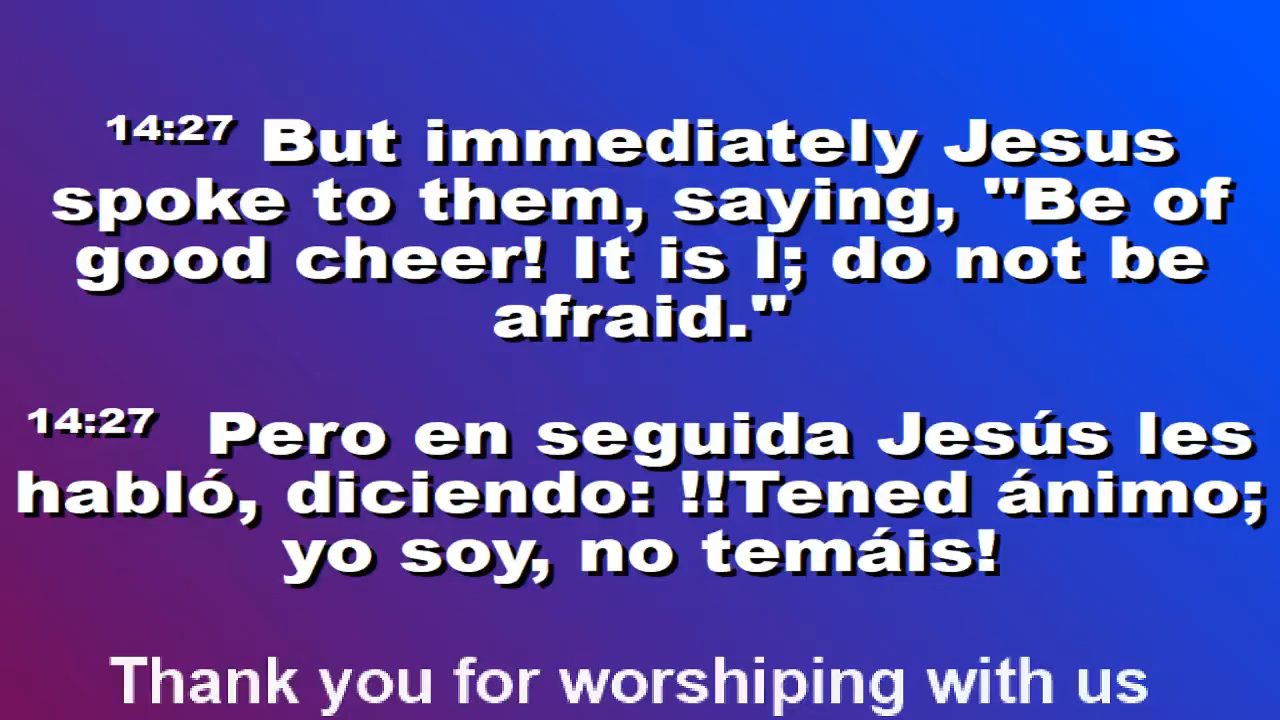 14:27 But immediately Jesus
spoke to them, saying, "Be of
good cheer! It is I; do not be
afraid."
14:27 Pero en seguida Jesús les
habló, diciendo: !!Tened ánimo;
yo soy, no temáis!
Thank you for worshiping with us